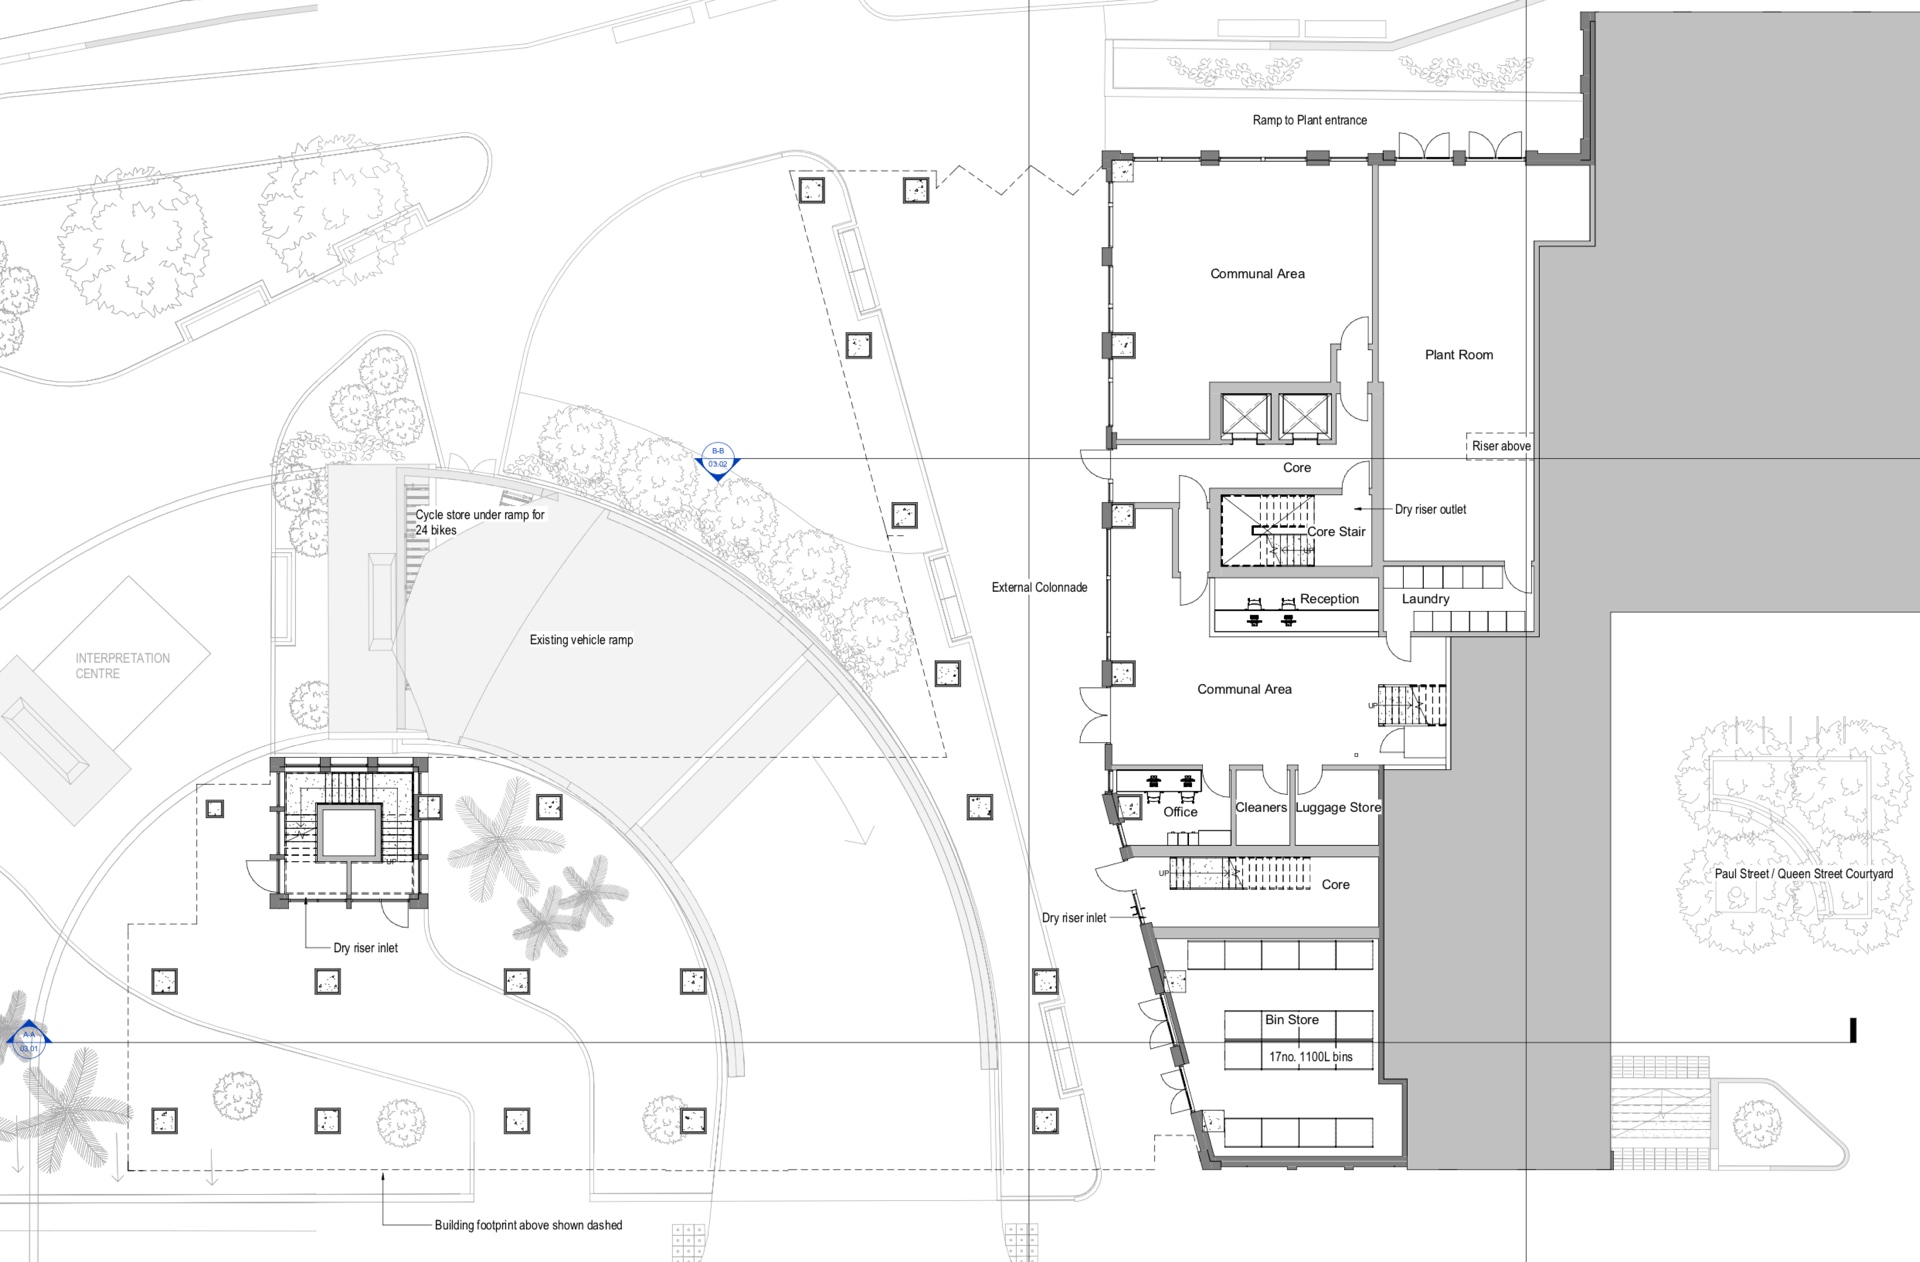 Ramp to Plant entrance
Communal Area
Plant Room
B-B
03.02
Riser above
Core
Cycle store under ramp for
24 bikes
Dry riser outlet
Core Stair
UP
External Colonnade
Reception
Laundry
Existing vehicle ramp
INTERPRETATION
CENTRE
Communal Area
UP
Office
Cleaners
Luggage Store
UP
UP
Core
Paul Street / Queen Street Courtyard
Dry riser inlet
Dry riser inlet
A-A
03.01
Bin Store
17no. 1100L bins
Building footprint above shown dashed